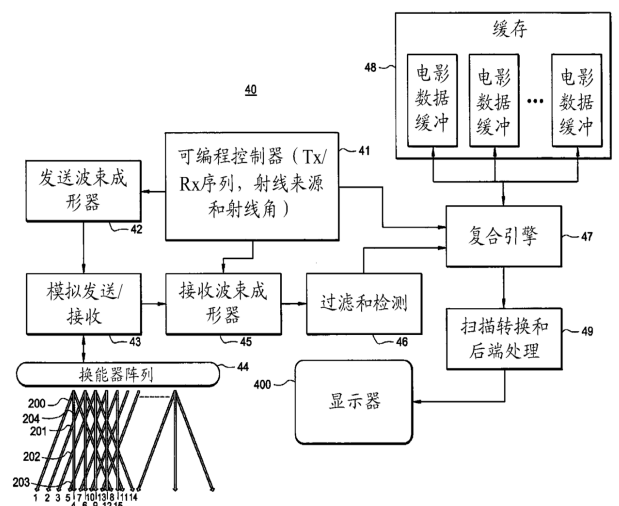 缓存
48
电影
数据
缓冲
电影
数据
缓冲
...
电影
数据
缓冲
40
可编程控制器（Tx/
Rx序列，射线来源
和射线角）
41
发送波束成
形器
42
复合引擎
47
模拟发送/
接收
43
接收波束成
形器
45
过滤和检测
46
扫描转换和
后端处理
49
换能器阵列
44
400
显示器
200
204
201
202
203
1 2 3 5 7 10 13 8 11 14
4 6 9 12 15